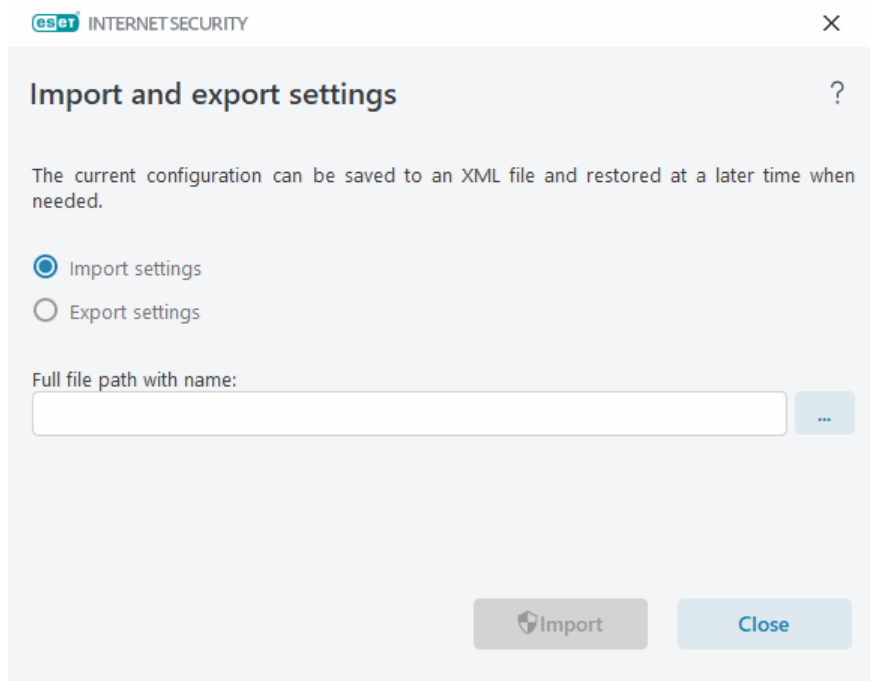 eset INTERNET SECURITY
Import and export settings
?
The current configuration can be saved to an XML file and restored at a later time when
needed.
Import settings
Export settings
Full file path with name:
...
Import
Close